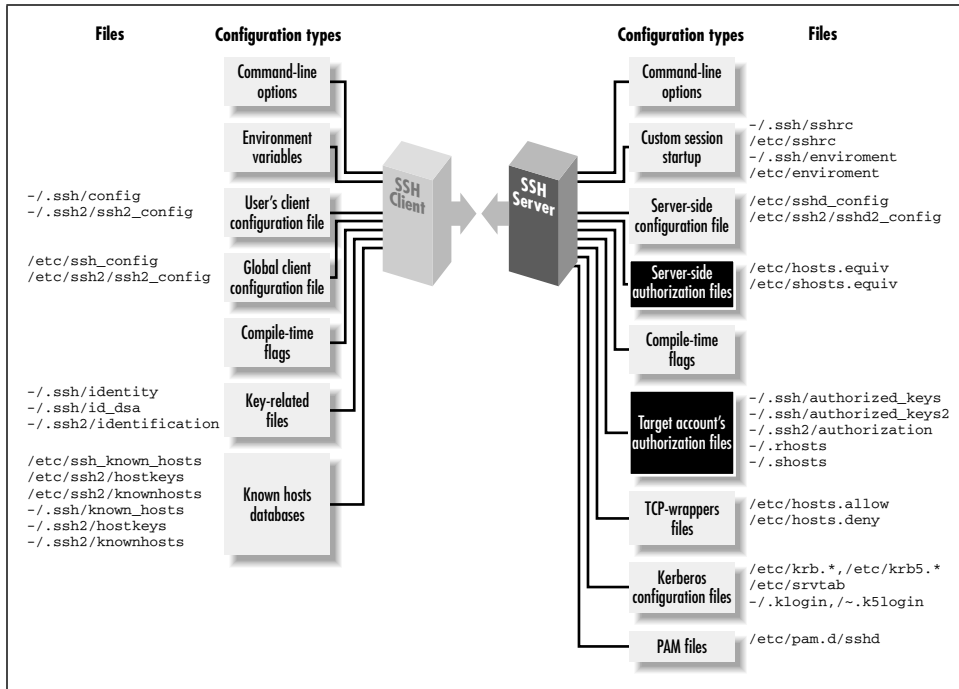 Files
Configuration types
Command-line
options
Environment
variables
-/.ssh/config
-/.ssh2/ssh2_config
User's client
configuration file
/etc/ssh_config
/etc/ssh2/ssh2_config
Global client
configuration file
Compile-time
flags
-/.ssh/identity
-/.ssh/id_dsa
-/.ssh2/identification
Key-related
files
/etc/ssh_known_hosts
/etc/ssh2/hostkeys
/etc/ssh2/knownhosts
-/.ssh/known_hosts
-/.ssh2/hostkeys
-/.ssh2/knownhosts
Known hosts
databases
SSH
Client
SSH
Server
Configuration types
Files
Command-line
options
Custom session
startup
-/.ssh/sshrc
/etc/sshrc
-/.ssh/enviroment
/etc/enviroment
Server-side
configuration file
/etc/sshd_config
/etc/ssh2/sshd2_config
Server-side
authorization files
/etc/hosts.equiv
/etc/shosts.equiv
Compile-time
flags
Target account's
authorization files
-/.ssh/authorized_keys
-/.ssh/authorized_keys2
-/.ssh2/authorization
-/.rhosts
-/.shosts
TCP-wrappers
files
/etc/hosts.allow
/etc/hosts.deny
Kerberos
configuration files
/etc/krb.*,/etc/krb5.*
/etc/srvtab
-/.klogin,/~.k5login
PAM files
/etc/pam.d/sshd